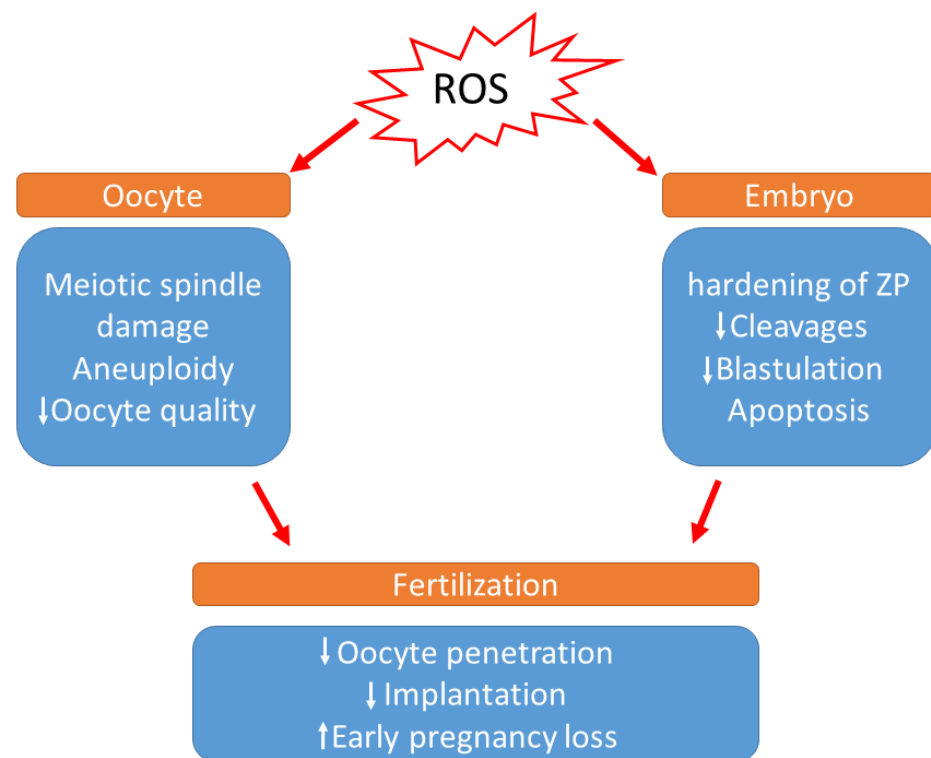 ROS
Oocyte
Meiotic spindle
damage
Aneuploidy
↓Oocyte quality
Embryo
hardening of ZP
↓Cleavages
↓Blastulation
Apoptosis
Fertilization
↓Oocyte penetration
↓Implantation
↑Early pregnancy loss